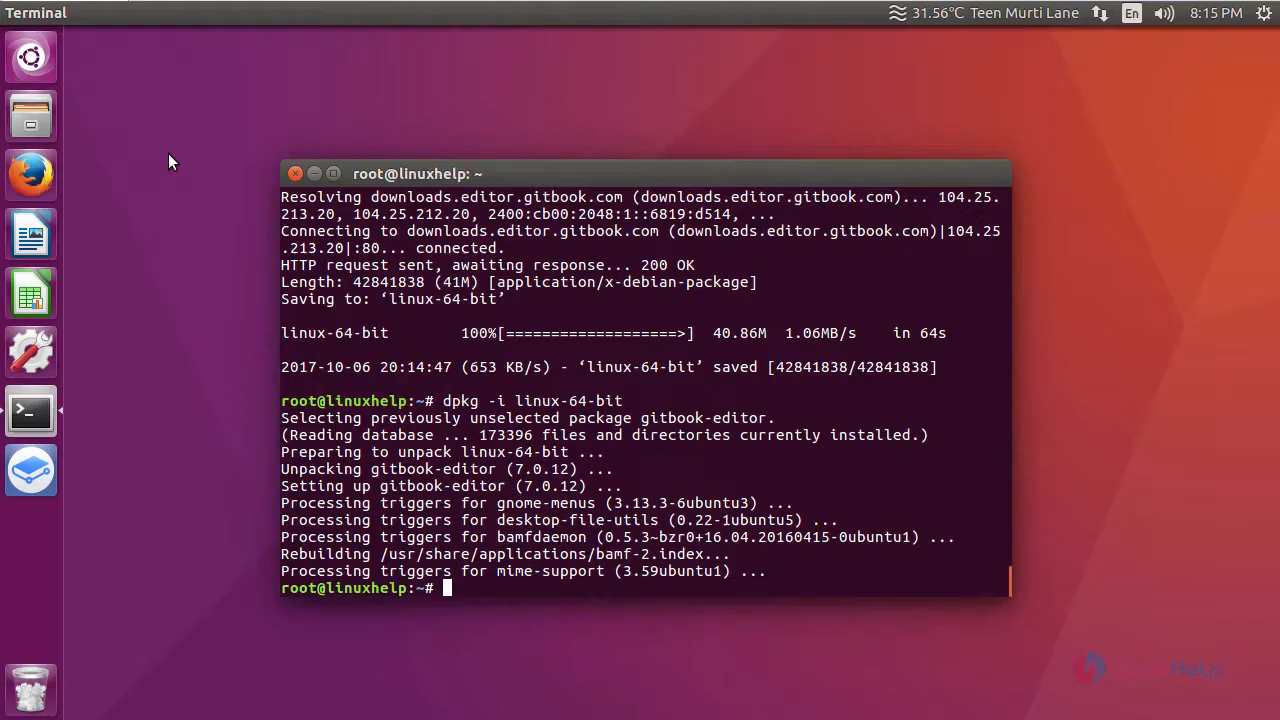 Terminal
31.56°C Teen Murti Lane
En
8:15 PM
root@linuxhelp: ~
Resolving downloads.editor.gitbook.com (downloads.editor.gitbook.com)... 104.25.
213.20, 104.25.212.20, 2400:cb00:2048:1::6819:d514, ...
Connecting to downloads.editor.gitbook.com (downloads.editor.gitbook.com)|104.25
.213.20|:80... connected.
HTTP request sent, awaiting response... 200 OK
Length: 42841838 (41M) [application/x-debian-package]
Saving to: ‘linux-64-bit’
linux-64-bit        100%[===================>]  40.86M  1.06MB/s    in 64s
2017-10-06 20:14:47 (653 KB/s) - ‘linux-64-bit’ saved [42841838/42841838]
root@linuxhelp:~# dpkg -i linux-64-bit
Selecting previously unselected package gitbook-editor.
(Reading database ... 173396 files and directories currently installed.)
Preparing to unpack linux-64-bit ...
Unpacking gitbook-editor (7.0.12) ...
Setting up gitbook-editor (7.0.12) ...
Processing triggers for gnome-menus (3.13.3-6ubuntu3) ...
Processing triggers for desktop-file-utils (0.22-1ubuntu5) ...
Processing triggers for bamfdaemon (0.5.3~bzr0+16.04.20160415-0ubuntu1) ...
Rebuilding /usr/share/applications/bamf-2.index...
Processing triggers for mime-support (3.59ubuntu1) ...
root@linuxhelp:~#